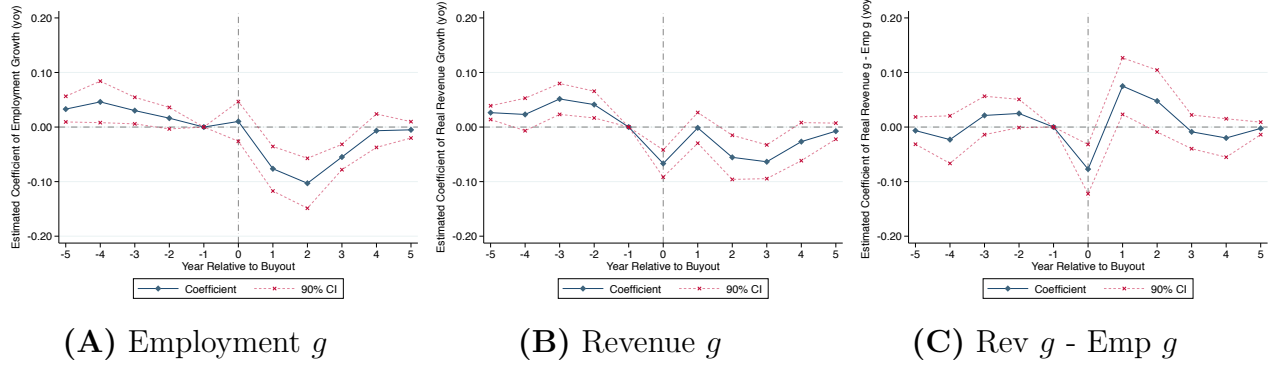 Estimated Coefficient of Employment Growth (yoy)
0.20
0.10
0.00
-0.10
-0.20
-5 -4 -3 -2 -1 0 1 2 3 4 5
Year Relative to Buyout
Coefficient 90% CI
(A) Employment g
Estimated Coefficient of Real Revenue Growth (yoy)
0.20
0.10
0.00
-0.10
-0.20
-5 -4 -3 -2 -1 0 1 2 3 4 5
Year Relative to Buyout
Coefficient 90% CI
(B) Revenue g
Estimated Coefficient of Real Revenue g - Emp g (yoy)
0.20
0.10
0.00
-0.10
-0.20
-5 -4 -3 -2 -1 0 1 2 3 4 5
Year Relative to Buyout
Coefficient 90% CI
(C) Rev g - Emp g